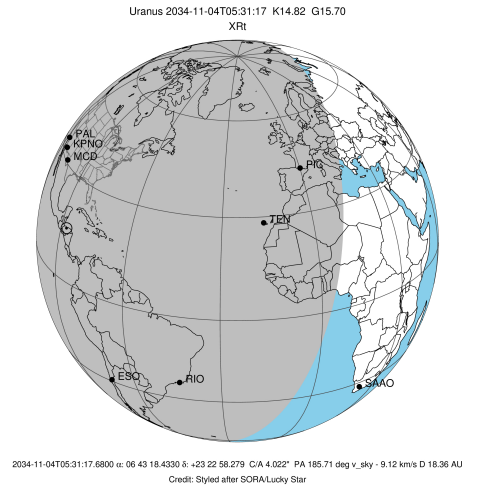 Uranus 2034-11-04T05:31:17 K14.82 G15.70
XRt
PAL
KPNO
MCD
PIC
TEN
ESO
RIO
SAAO
2034-11-04T05:31:17.6800 α: 06 43 18.4330 δ: +23 22 58.279 C/A 4.022" PA 185.71 deg v_sky - 9.12 km/s D 18.36 AU
Credit: Styled after SORA/Lucky Star